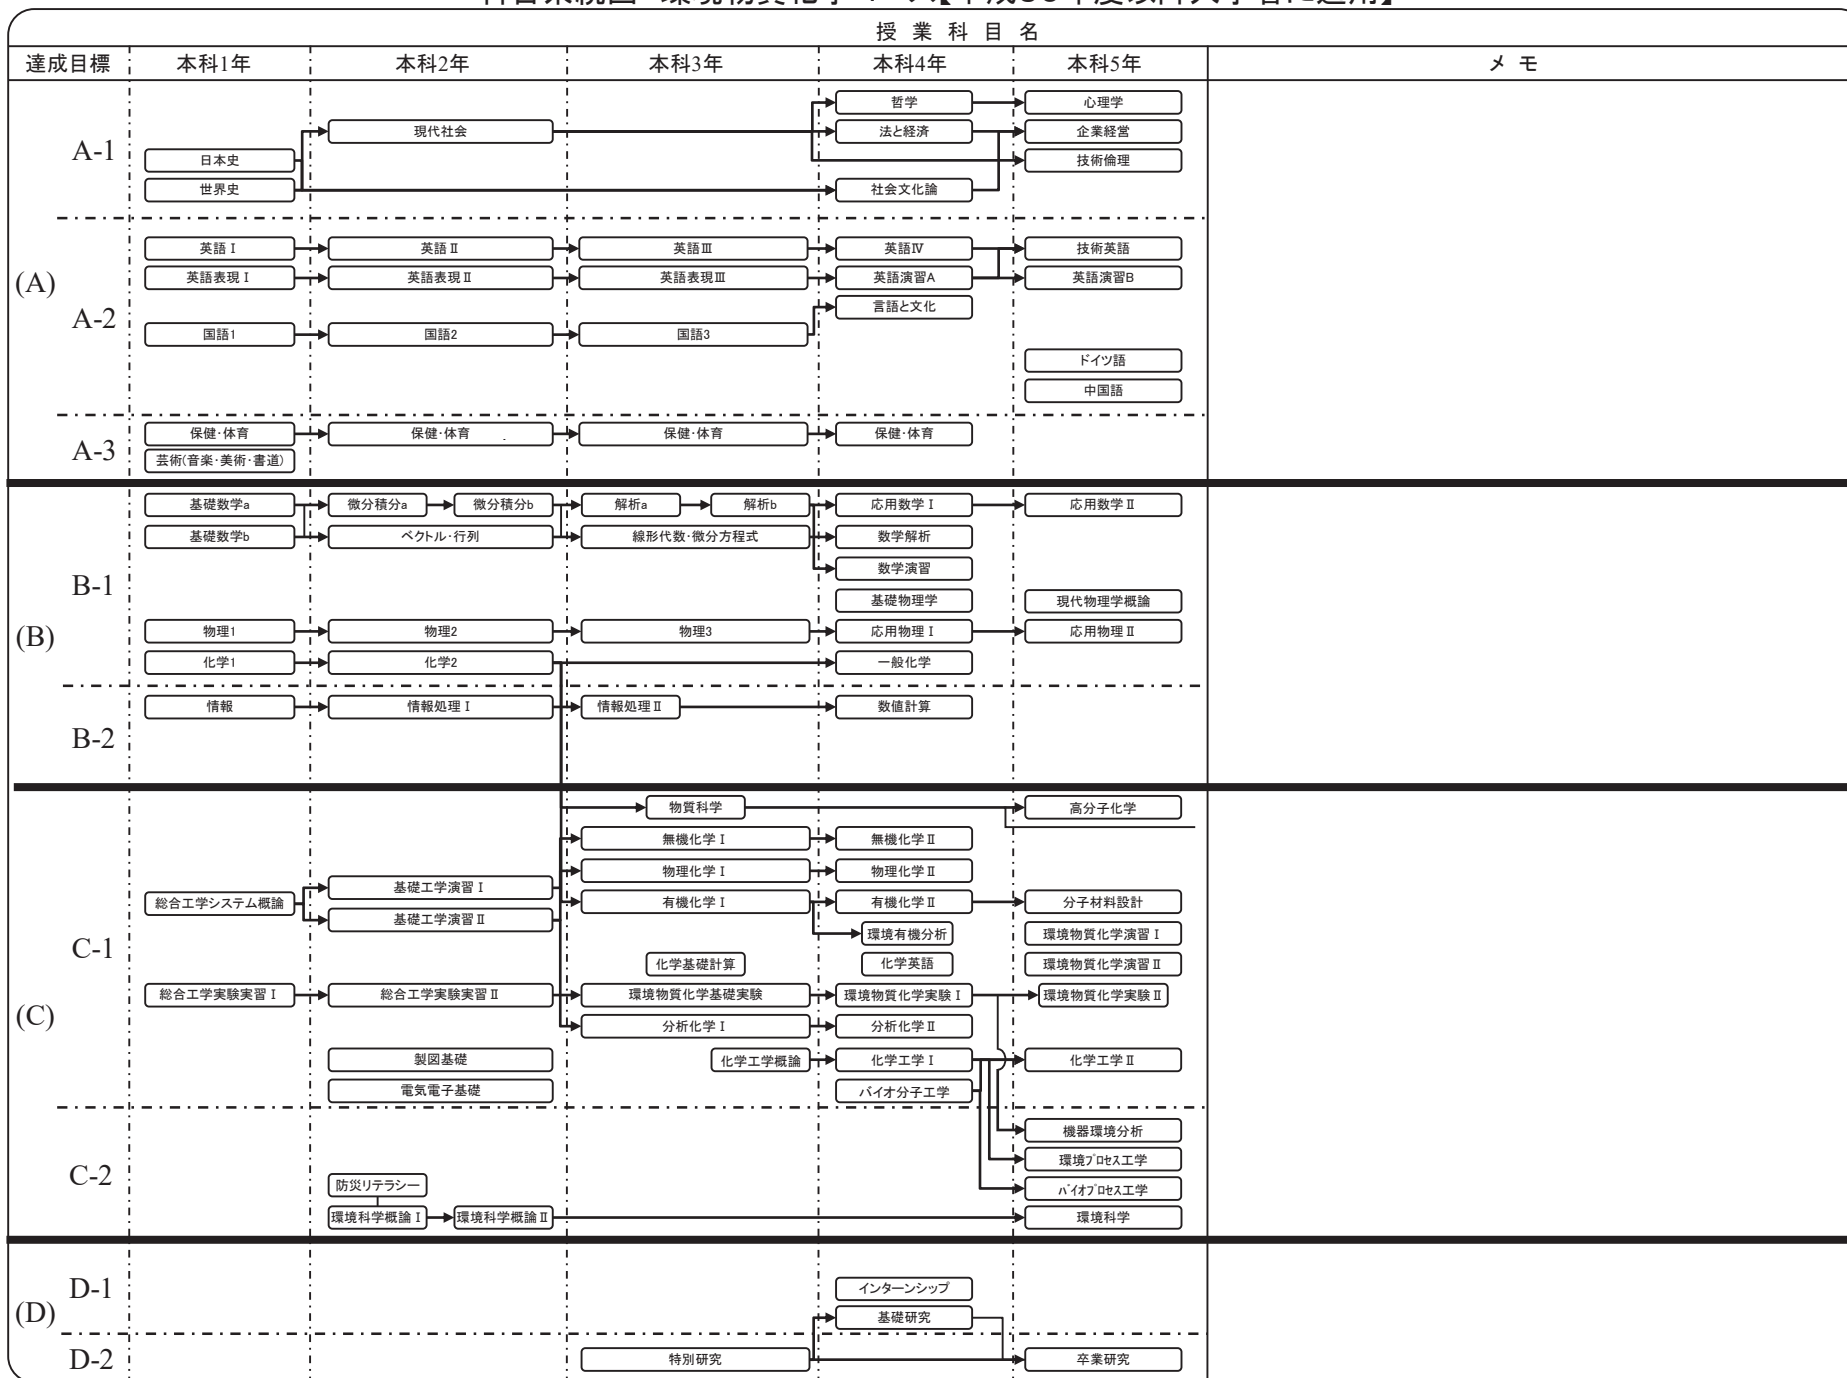 科目系統図 環境物質化学コース【平成30年度以降入学者に適用】
授 業 科 目 名
達成目標 本科1年 本科2年 本科3年 本科4年 本科5年 メ モ
哲学 心理学
現代社会 法と経済 企業経営
A-1
日本史 技術倫理
世界史 社会文化論
英語Ⅰ 英語Ⅱ 英語Ⅲ 英語Ⅳ 技術英語
英語表現Ⅰ 英語表現Ⅱ 英語表現Ⅲ 英語演習A 英語演習B
(A)
言語と文化
A-2
国語1 国語2 国語3
ドイツ語
中国語
保健・体育 保健・体育 保健・体育 保健・体育
A-3
芸術(音楽・美術・書道)
基礎数学a 微分積分a 微分積分b 解析a 解析b 応用数学Ⅰ 応用数学Ⅱ
基礎数学b ベクトル・行列 線形代数・微分方程式 数学解析
数学演習
B-1
基礎物理学 現代物理学概論
(B)
物理1 物理2 物理3 応用物理Ⅰ 応用物理Ⅱ
化学1 化学2 一般化学
情報 情報処理Ⅰ 情報処理Ⅱ 数値計算
B-2
物質科学 高分子化学
無機化学Ⅰ 無機化学Ⅱ
物理化学Ⅰ 物理化学Ⅱ
基礎工学演習Ⅰ
総合工学システム概論 有機化学Ⅰ 有機化学Ⅱ 分子材料設計
基礎工学演習Ⅱ
環境有機分析 環境物質化学演習Ⅰ
C-1
化学基礎計算 化学英語 環境物質化学演習Ⅱ
総合工学実験実習Ⅰ 総合工学実験実習Ⅱ 環境物質化学基礎実験 環境物質化学実験Ⅰ 環境物質化学実験Ⅱ
(C)
分析化学Ⅰ 分析化学Ⅱ
製図基礎 化学工学概論 化学工学Ⅰ 化学工学Ⅱ
電気電子基礎 バイオ分子工学
機器環境分析
環境プロセス工学
C-2
防災リテラシー バイオプロセス工学
環境科学概論Ⅰ 環境科学概論Ⅱ 環境科学
D-1
インターンシップ
(D)
基礎研究
D-2
特別研究 卒業研究